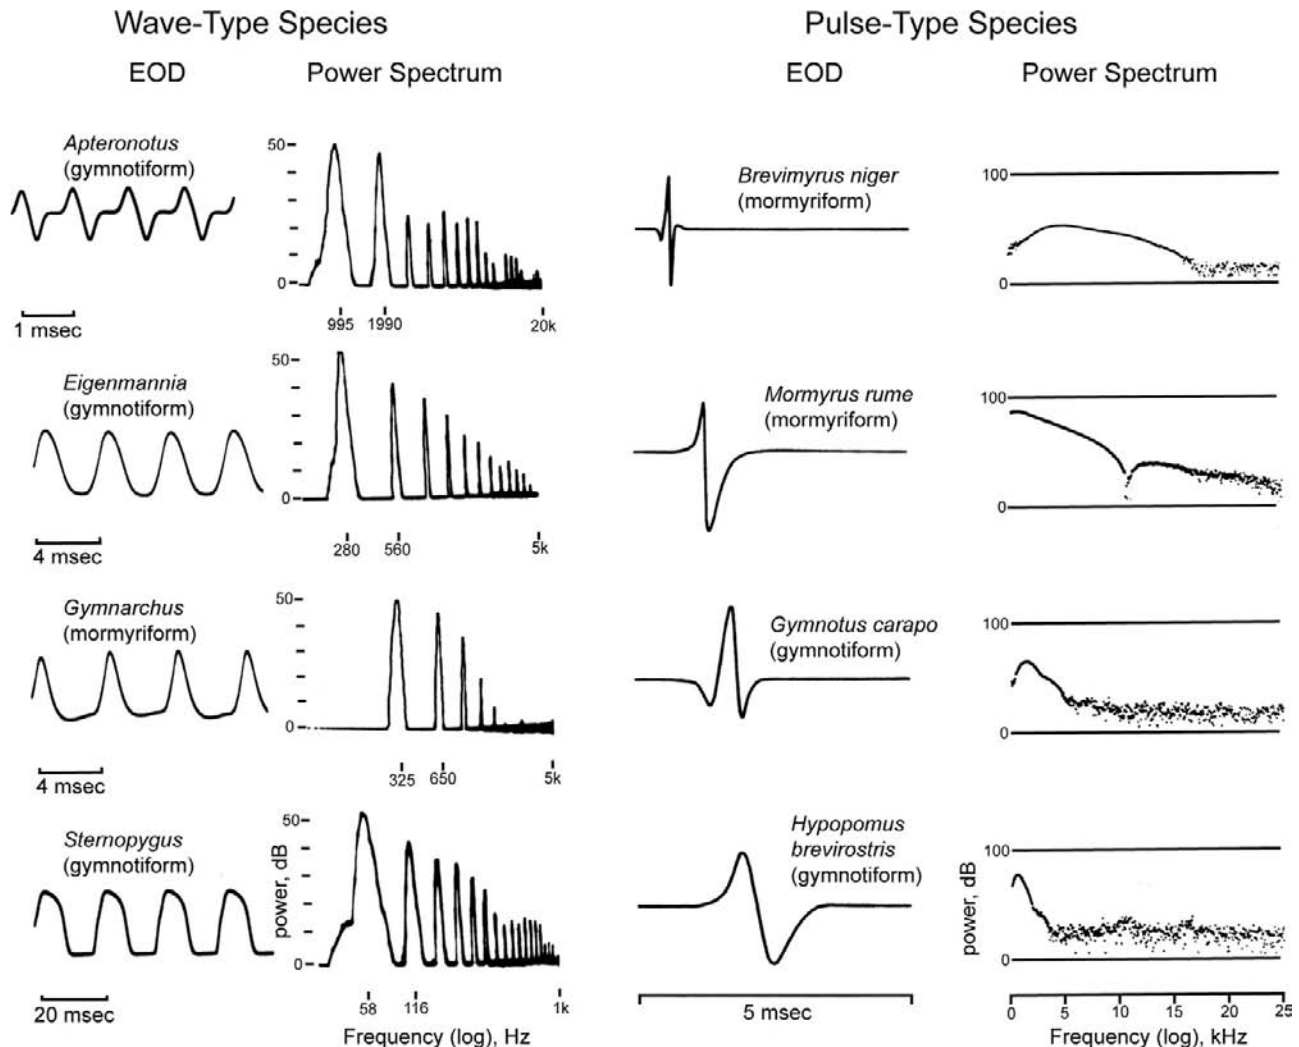 Wave-Type Species
Pulse-Type Species
EOD
Power Spectrum
EOD
Power Spectrum
Apteronotus
(gymnotiform)
1 msec
50
0
995
1990
20k
Eigenmannia
(gymnotiform)
4 msec
50
0
280
560
5k
Gymnarchus
(mormyriform)
4 msec
50
0
325
650
5k
Sternopygus
(gymnotiform)
20 msec
power, dB
50
0
58
116
1k
Frequency (log), Hz
Brevimyrus niger
(mormyriform)
100
0
Mormyrus rume
(mormyriform)
100
0
Gymnotus carapo
(gymnotiform)
100
0
Hypopomus
brevirostris
(gymnotiform)
5 msec
power, dB
100
0
0 5 10 15 20 25
Frequency (log), kHz